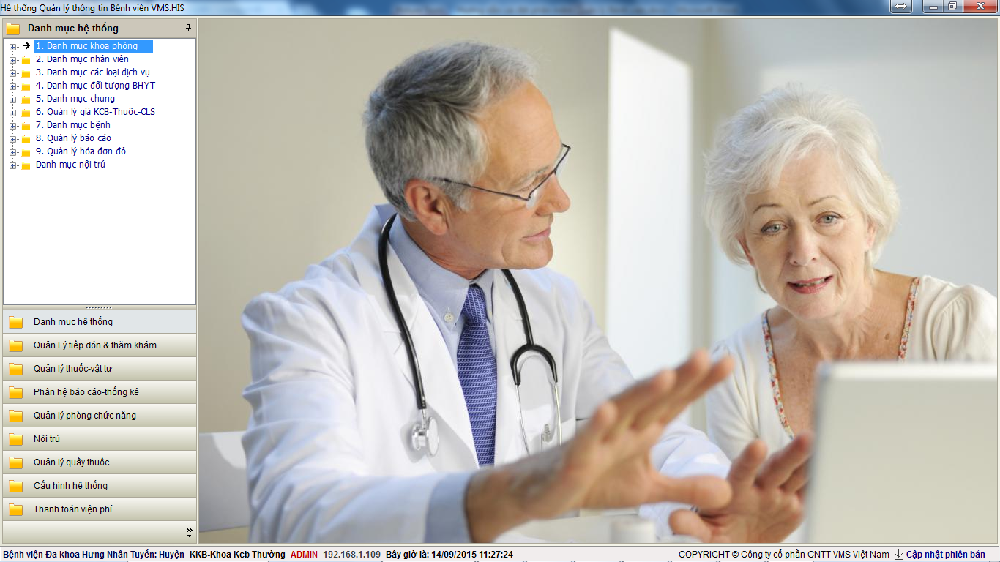 Hệ thống Quản lý thông tin Bệnh viện VMS.HIS
Danh mục hệ thống
1. Danh mục khoa phòng
2. Danh mục nhân viên
3. Danh mục các loại dịch vụ
4. Danh mục đối tượng BHYT
5. Danh mục chung
6. Quản lý giá KCB-Thuốc-CLS
7. Danh mục bệnh
8. Quản lý báo cáo
9. Quản lý hóa đơn đỏ
Danh mục nội trú
Danh mục hệ thống
Quản Lý tiếp đón & thăm khám
Quản lý thuốc-vật tư
Phân hệ báo cáo-thống kê
Quản lý phòng chức năng
Nội trú
Quản lý quầy thuốc
Cấu hình hệ thống
Thanh toán viện phí
Bệnh viện Đa khoa Hưng Nhân Tuyến: Huyện KKB-Khoa Kcb Thường ADMIN 192.168.1.109 Bây giờ là: 14/09/2015 11:27:24 COPYRIGHT © Công ty cổ phần CNTT VMS Việt Nam Cập nhật phiên bản